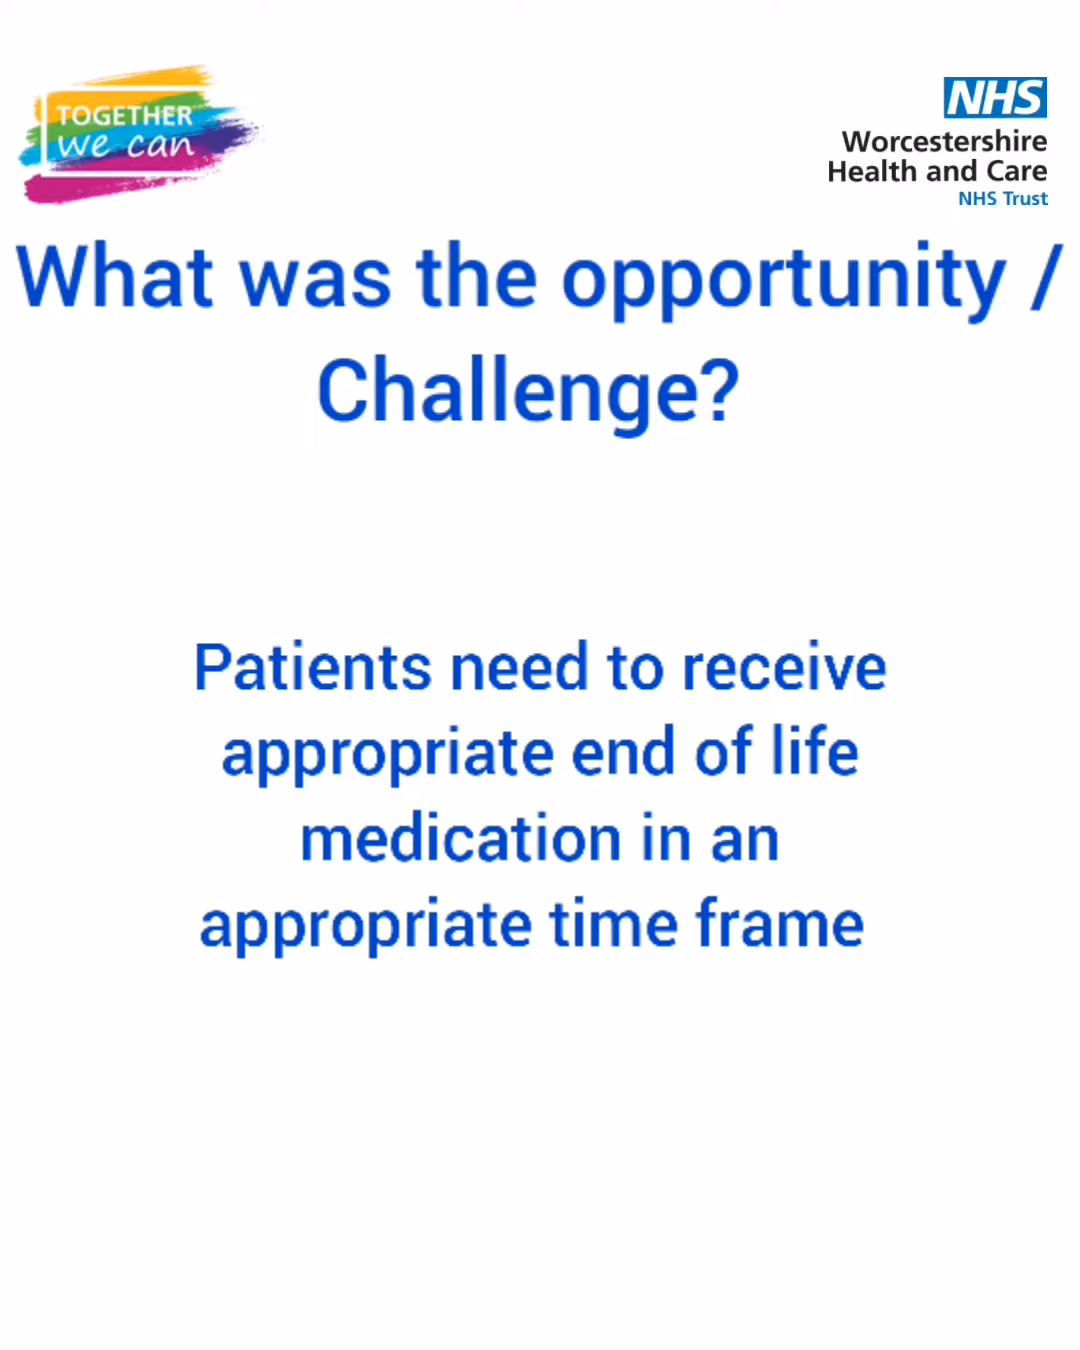 TOGETHER
we can
NHS
Worcestershire
Health and Care
NHS Trust
What was the opportunity /
Challenge?
Patients need to receive
appropriate end of life
medication in an
appropriate time frame